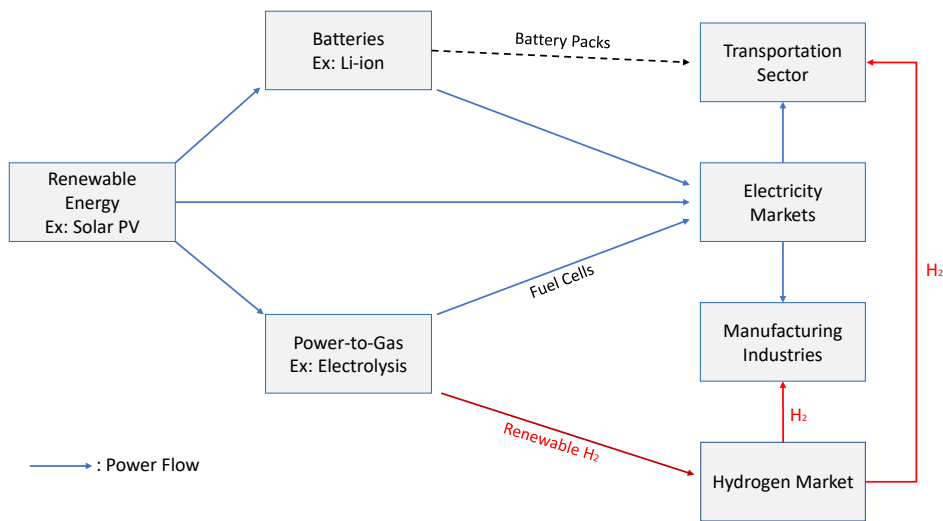 Batteries
Ex: Li-ion
Battery Packs
Transportation
Sector
Renewable
Energy
Ex: Solar PV
Electricity
Markets
H₂
Fuel Cells
Power-to-Gas
Ex: Electrolysis
Manufacturing
Industries
H₂
Renewable H₂
: Power Flow
Hydrogen Market